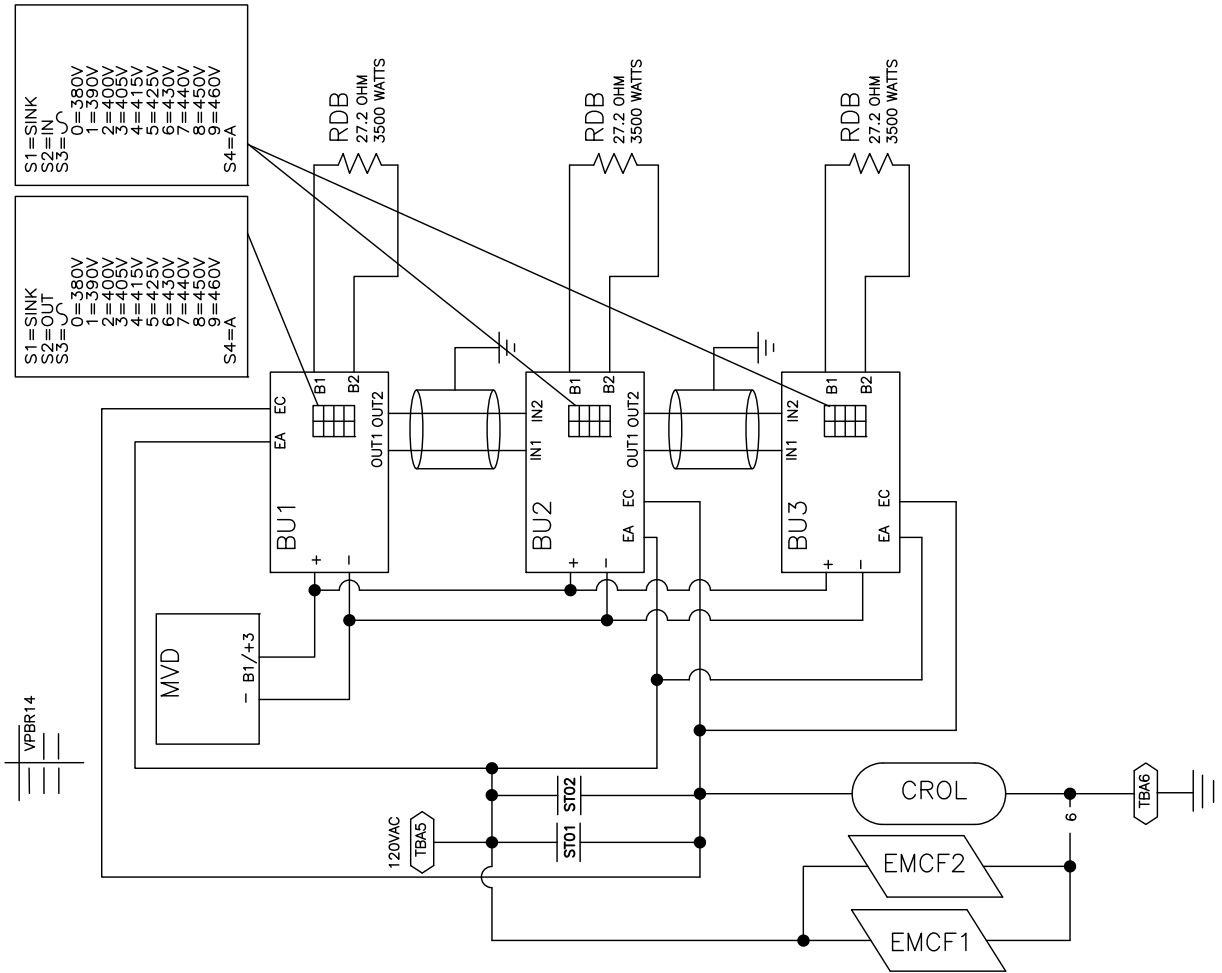 S1=SINK
S2=IN
S3=
0=380V
1=390V
2=400V
3=405V
4=415V
5=425V
6=430V
7=440V
8=450V
9=460V
S4=A
S1=SINK
S2=OUT
S3=
0=380V
1=390V
2=400V
3=405V
4=415V
5=425V
6=430V
7=440V
8=450V
9=460V
S4=A
RDB
27.2 OHM
3500 WATTS
RDB
27.2 OHM
3500 WATTS
RDB
27.2 OHM
3500 WATTS
BU1
EC
EA
B1
B2
OUT1
OUT2
+
−
BU2
IN1
IN2
B1
B2
OUT1
OUT2
EA
EC
+
−
BU3
IN1
IN2
B1
B2
EA
EC
+
−
MVD
− B1/+3
VPBR14
120VAC
TBA5
STO1
STO2
CROL
EMCF2
EMCF1
6
TBA6